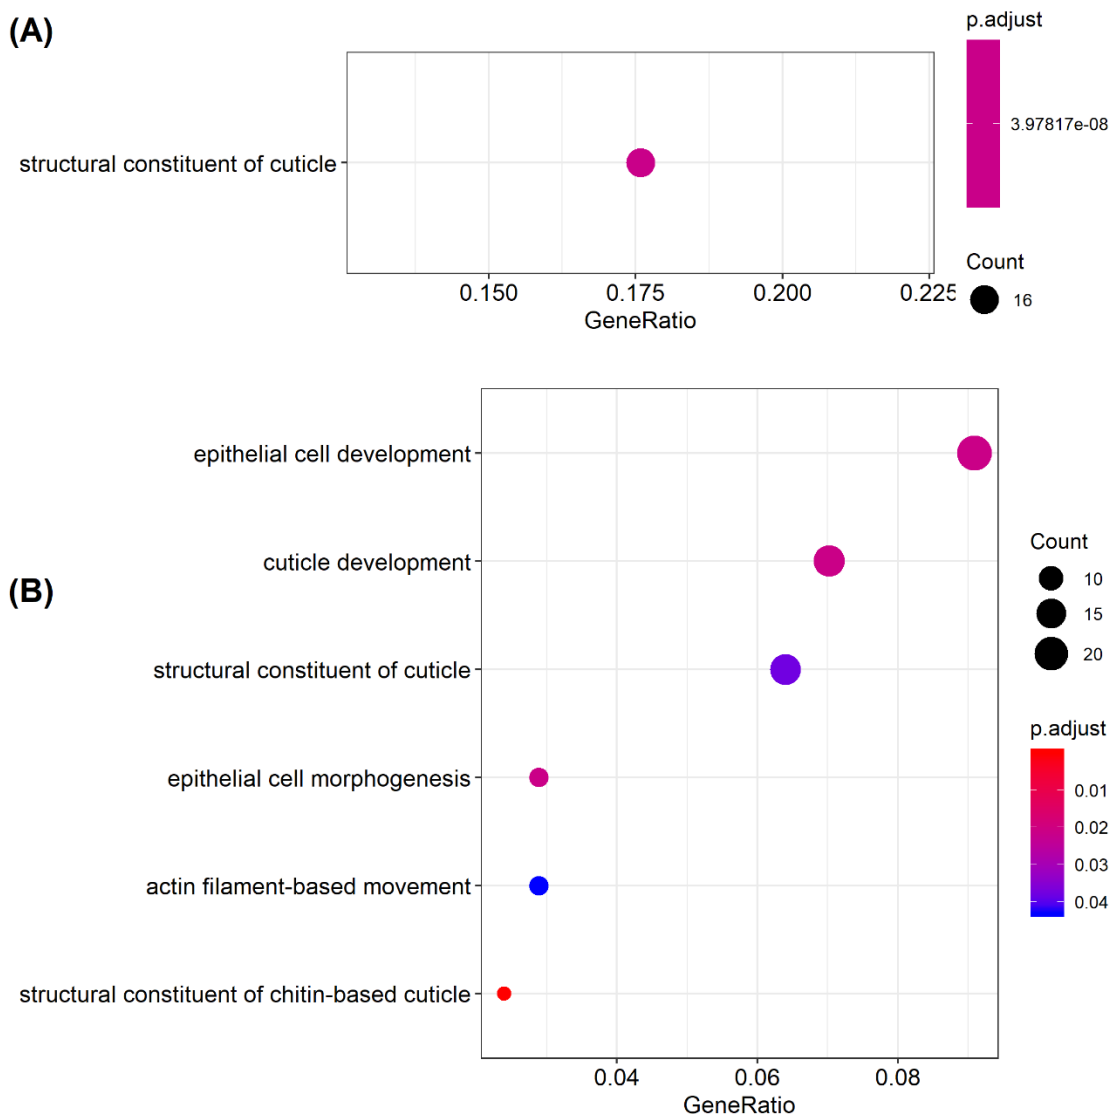 (A)
p.adjust
3.97817e-08
structural constituent of cuticle
Count
16
0.150 0.175 0.200 0.225
GeneRatio
(B)
epithelial cell development
cuticle development
structural constituent of cuticle
epithelial cell morphogenesis
actin filament-based movement
structural constituent of chitin-based cuticle
Count
10
15
20
p.adjust
0.01
0.02
0.03
0.04
0.04 0.06 0.08
GeneRatio